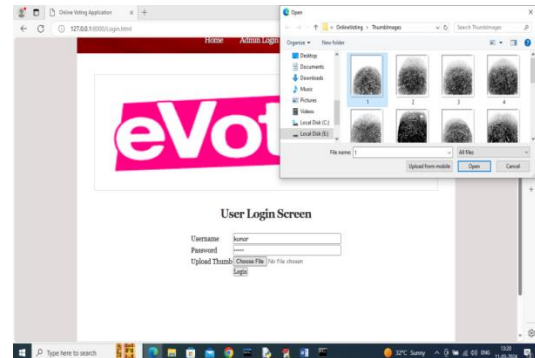 Online Voting Application
127.0.0.1:8000/Login.html
Home Admin Login
eVot
User Login Screen
Username kumar
Password •••••
Upload Thumb Choose File No file chosen
Login
Open
OnlineVoting > ThumbImages
Search ThumbImages
Organize New folder
Desktop
Documents
Downloads
Music
Pictures
Videos
Local Disk (C:)
Local Disk (E:)
1 2 3 4
File name: 1
All files
Upload from mobile Open Cancel
Type here to search
32°C Sunny
ENG
13:20